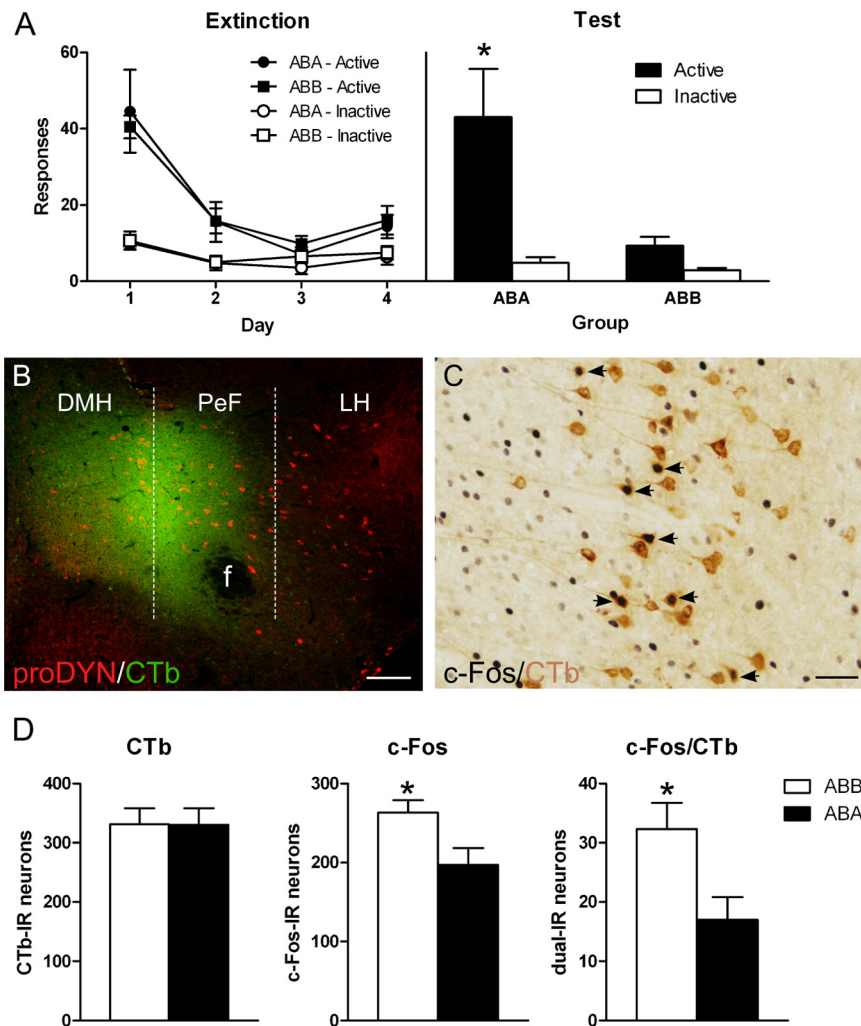 A
Extinction
Test
Responses
60
40
20
0
ABA - Active
ABB - Active
ABA - Inactive
ABB - Inactive
1 2 3 4
Day
*
Active
Inactive
ABA ABB
Group
B
DMH PeF LH
f
proDYN/CTb
C
c-Fos/CTb
D
CTb
CTb-IR neurons
400
300
200
100
0
c-Fos
c-Fos-IR neurons
300
200
100
0
*
c-Fos/CTb
dual-IR neurons
40
30
20
10
0
*
ABB
ABA